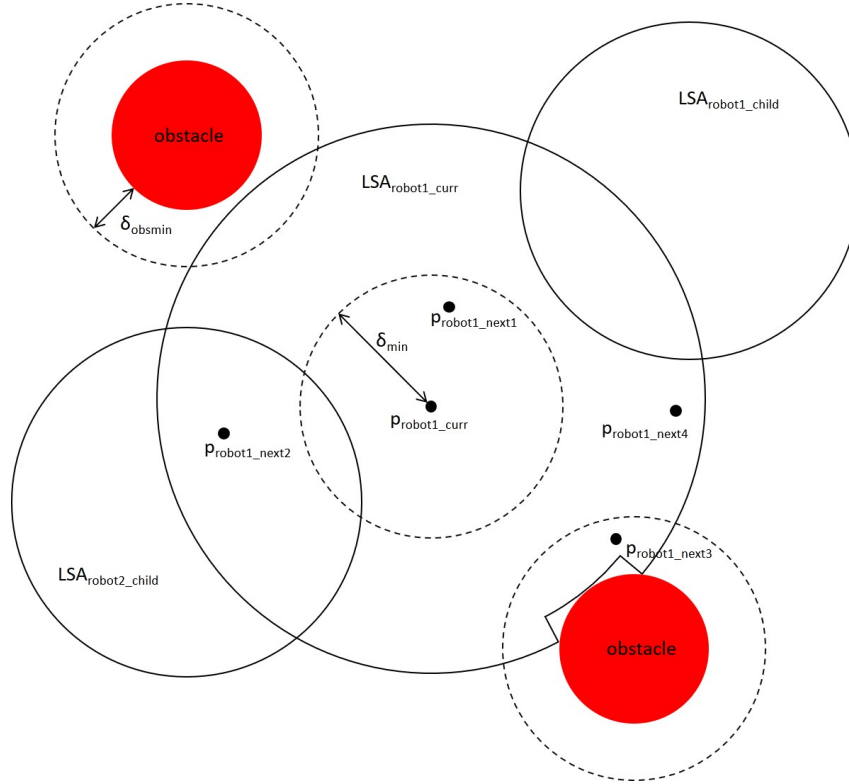 LSArobot1_child
obstacle
LSArobot1_curr
δobsmin
probot1_next1
δmin
probot1_curr
probot1_next4
probot1_next2
probot1_next3
LSArobot2_child
obstacle